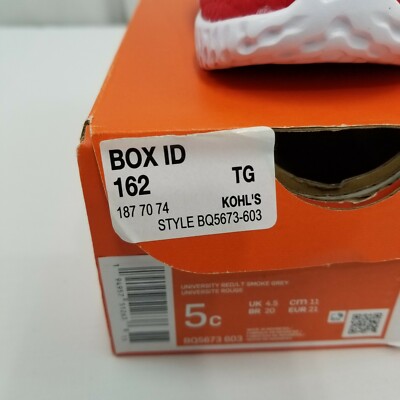 BOX ID
162 TG
187 70 74 KOHL'S
STYLE BQ5673-603
UNIVERSITY RED/LT SMOKE GREY
UNIVERSITE ROUGE
5c
UK 4.5 cm 11
BR 20 EUR 21
BQ5673 603